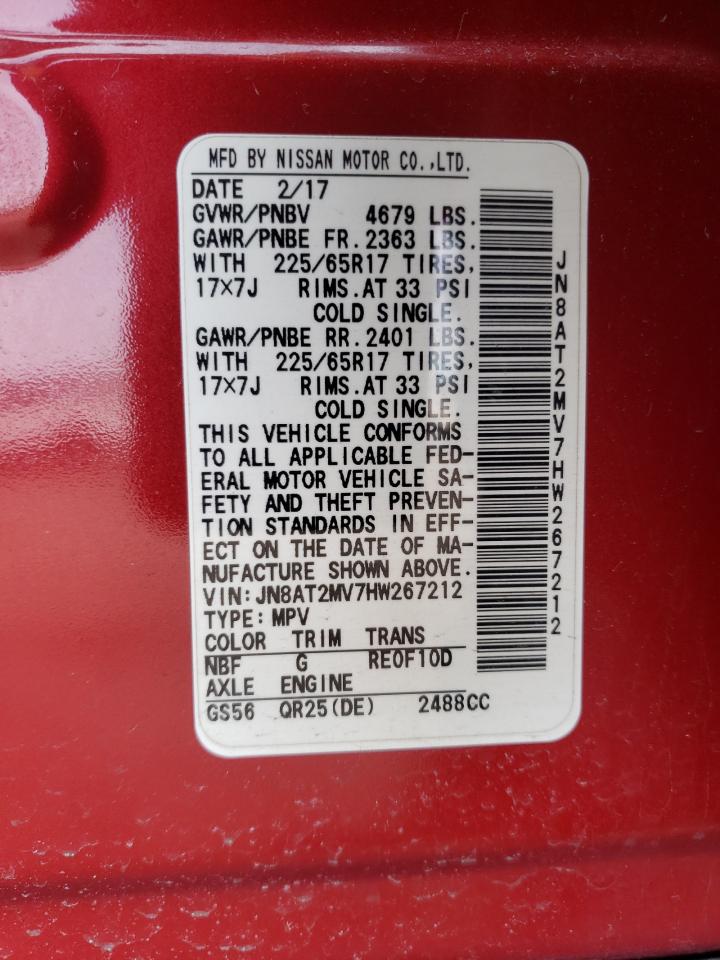 MFD BY NISSAN MOTOR CO.,LTD.
DATE 2/17
GVWR/PNBV 4679 LBS.
GAWR/PNBE FR.2363 LBS.
WITH 225/65R17 TIRES,
17×7J RIMS.AT 33 PSI
COLD SINGLE.
GAWR/PNBE RR.2401 LBS.
WITH 225/65R17 TIRES,
17×7J RIMS.AT 33 PSI
COLD SINGLE.
THIS VEHICLE CONFORMS
TO ALL APPLICABLE FED-
ERAL MOTOR VEHICLE SA-
FETY AND THEFT PREVEN-
TION STANDARDS IN EFF-
ECT ON THE DATE OF MA-
NUFACTURE SHOWN ABOVE.
VIN:JN8AT2MV7HW267212
TYPE:MPV
COLOR TRIM TRANS
NBF G RE0F10D
AXLE ENGINE
GS56 QR25(DE) 2488CC
JN8AT2MV7HW267212